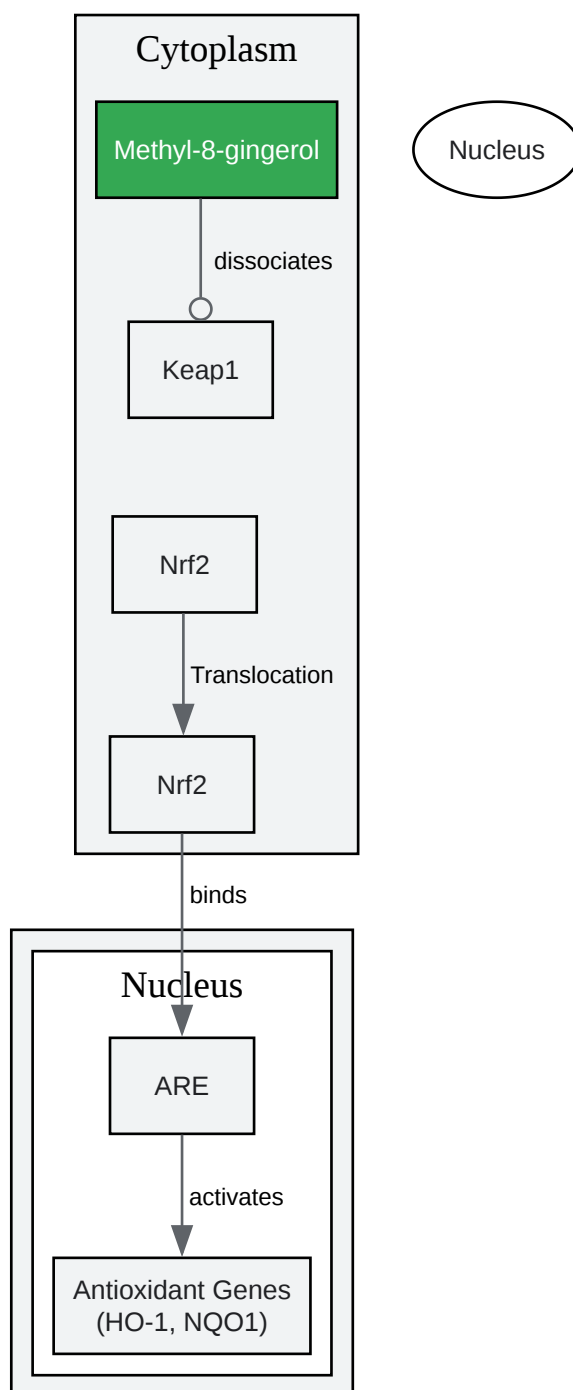 Cytoplasm
Methyl-8-gingerol
Nucleus
dissociates
Keap1
Nrf2
Translocation
Nrf2
binds
Nucleus
ARE
activates
Antioxidant Genes
(HO-1, NQO1)